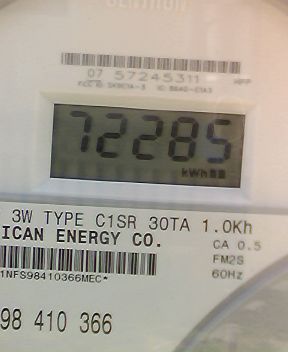 CENTRON
07 57245311
72285
kWh
3W TYPE C1SR 30TA 1.0Kh
ICAN ENERGY CO.
CA 0.5
FM2S
60Hz
1NFS98410366MEC*
98 410 366